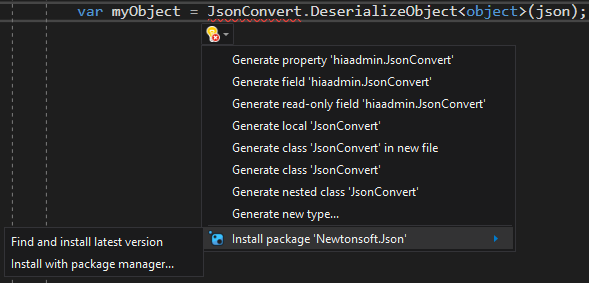 var myObject = JsonConvert.DeserializeObject<object>(json);
Generate property 'hiaadmin.JsonConvert'
Generate field 'hiaadmin.JsonConvert'
Generate read-only field 'hiaadmin.JsonConvert'
Generate local 'JsonConvert'
Generate class 'JsonConvert' in new file
Generate class 'JsonConvert'
Generate nested class 'JsonConvert'
Generate new type...
Install package 'Newtonsoft.Json'
Find and install latest version
Install with package manager...